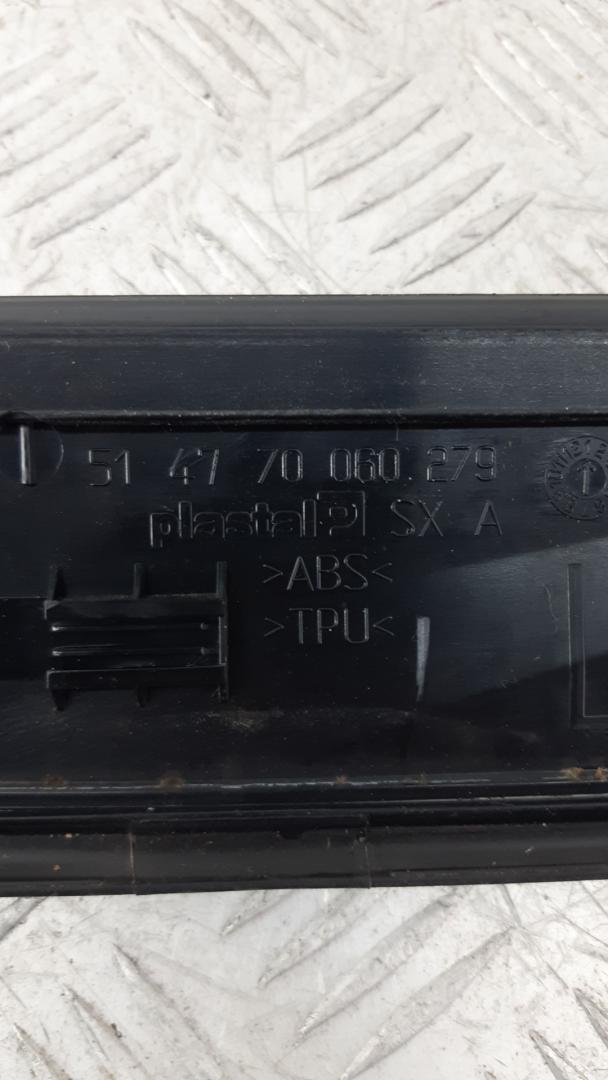 51 47 70 060 279
plastal P SX A
>ABS<
>TPU<